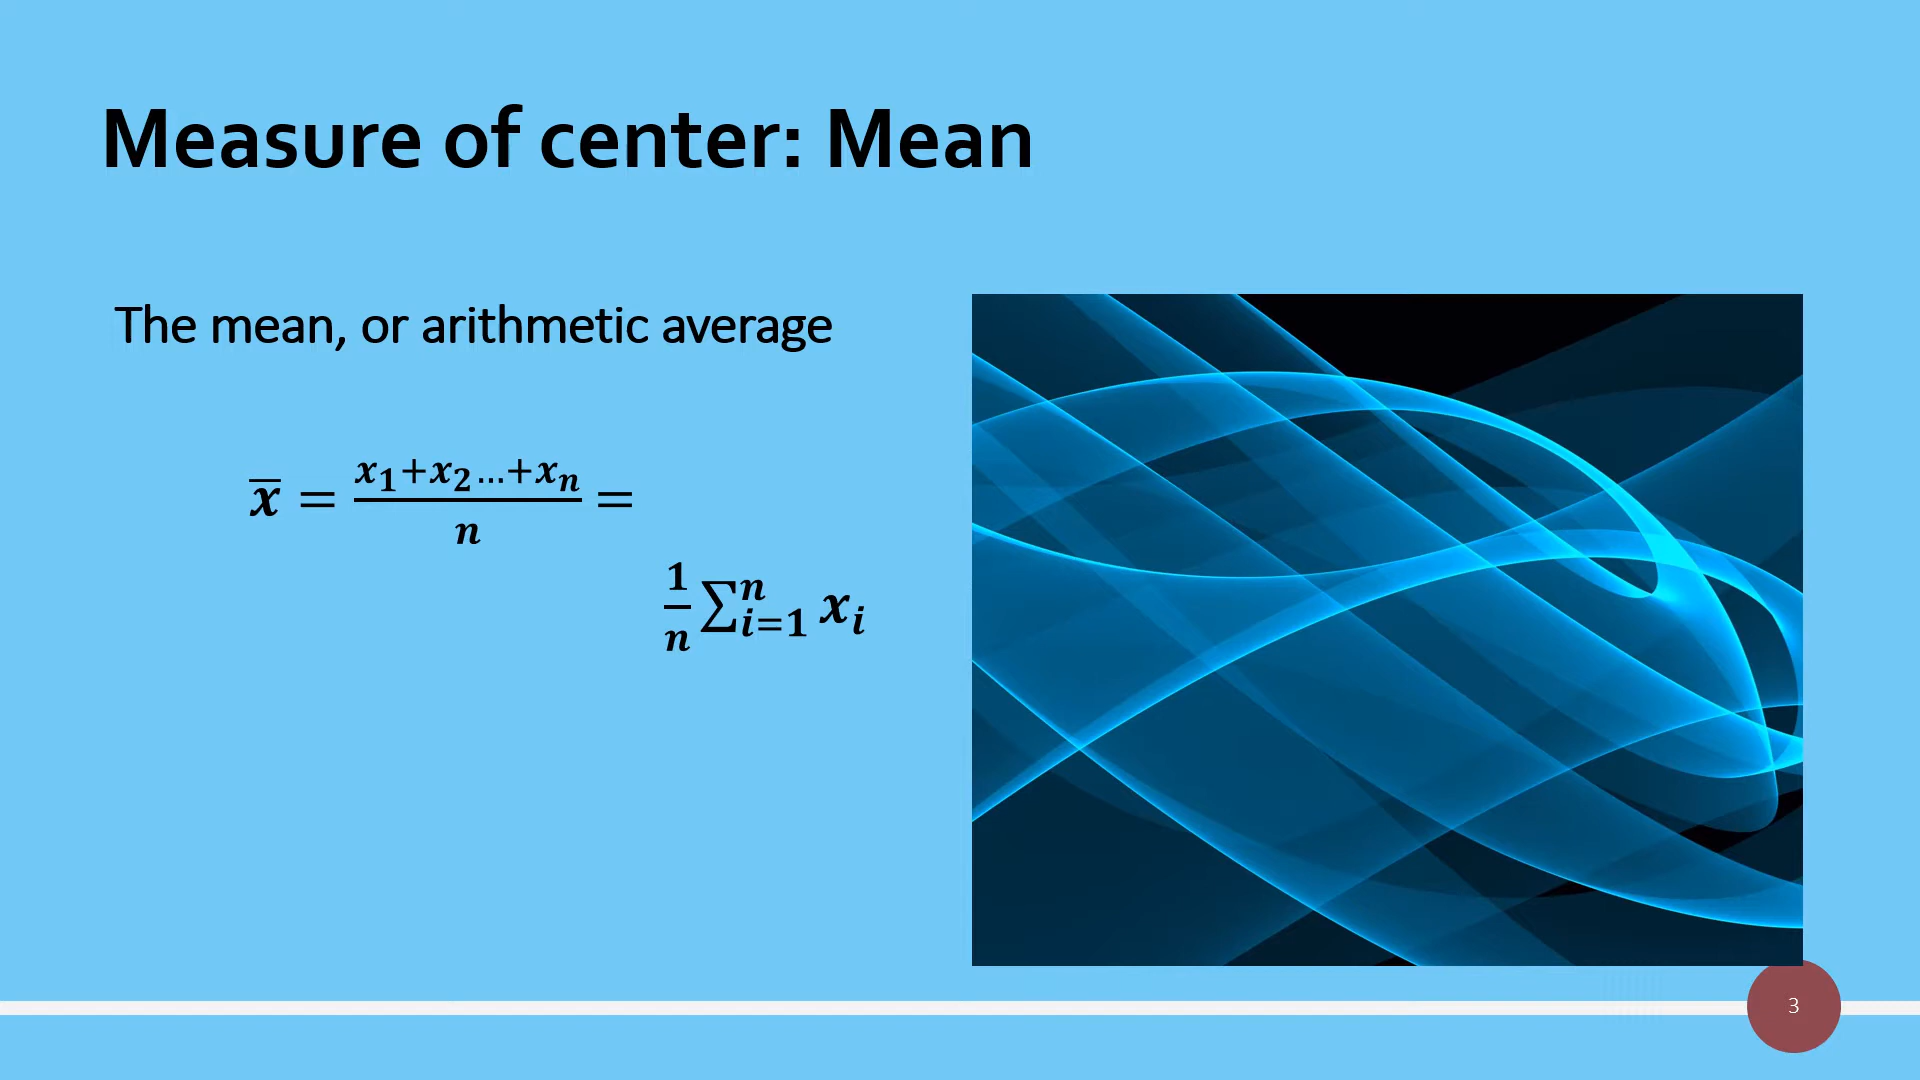 Measure of center: Mean
The mean, or arithmetic average
x̅ = (x₁+x₂…+xₙ)/n =
1/n ∑ⁿᵢ₌₁ xᵢ
3